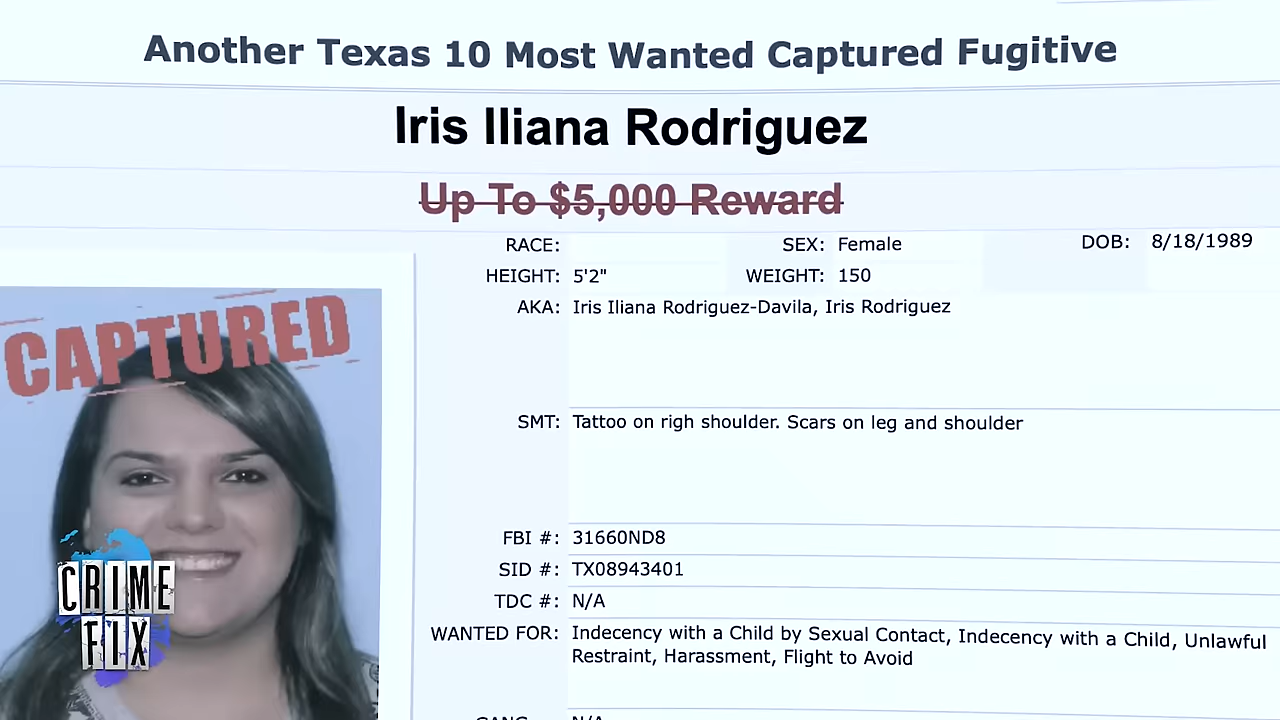 Another Texas 10 Most Wanted Captured Fugitive
Iris Iliana Rodriguez
Up To $5,000 Reward
RACE: SEX: Female DOB: 8/18/1989
HEIGHT: 5'2" WEIGHT: 150
AKA: Iris Iliana Rodriguez-Davila, Iris Rodriguez
CAPTURED
SMT: Tattoo on righ shoulder. Scars on leg and shoulder
FBI #: 31660ND8
SID #: TX08943401
TDC #: N/A
WANTED FOR: Indecency with a Child by Sexual Contact, Indecency with a Child, Unlawful
Restraint, Harassment, Flight to Avoid
CRIME
FIX